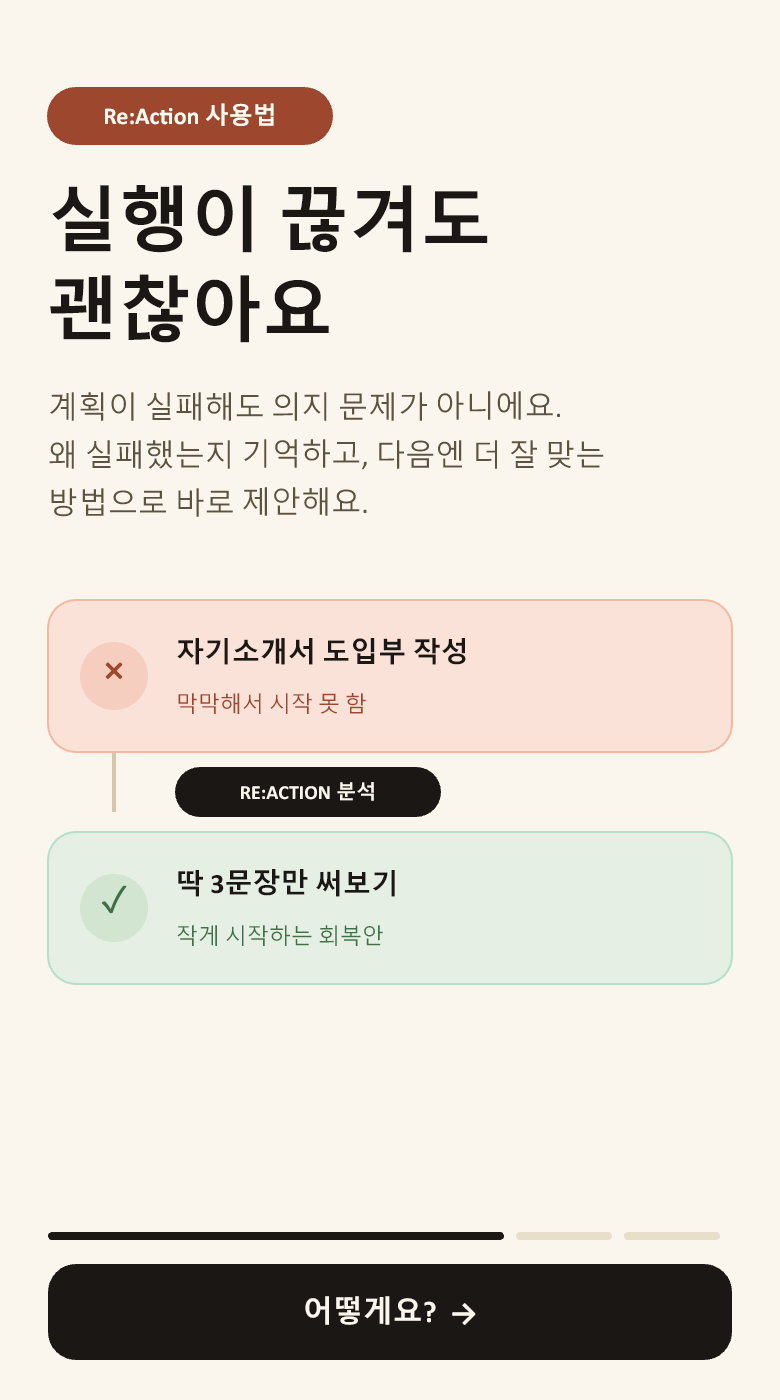 Re:Action 사용법
실행이 끊겨도
괜찮아요
계획이 실패해도 의지 문제가 아니에요.
왜 실패했는지 기억하고, 다음엔 더 잘 맞는
방법으로 바로 제안해요.
× 자기소개서 도입부 작성
막막해서 시작 못 함
RE:ACTION 분석
✓ 딱 3문장만 써보기
작게 시작하는 회복안
어떻게요? →